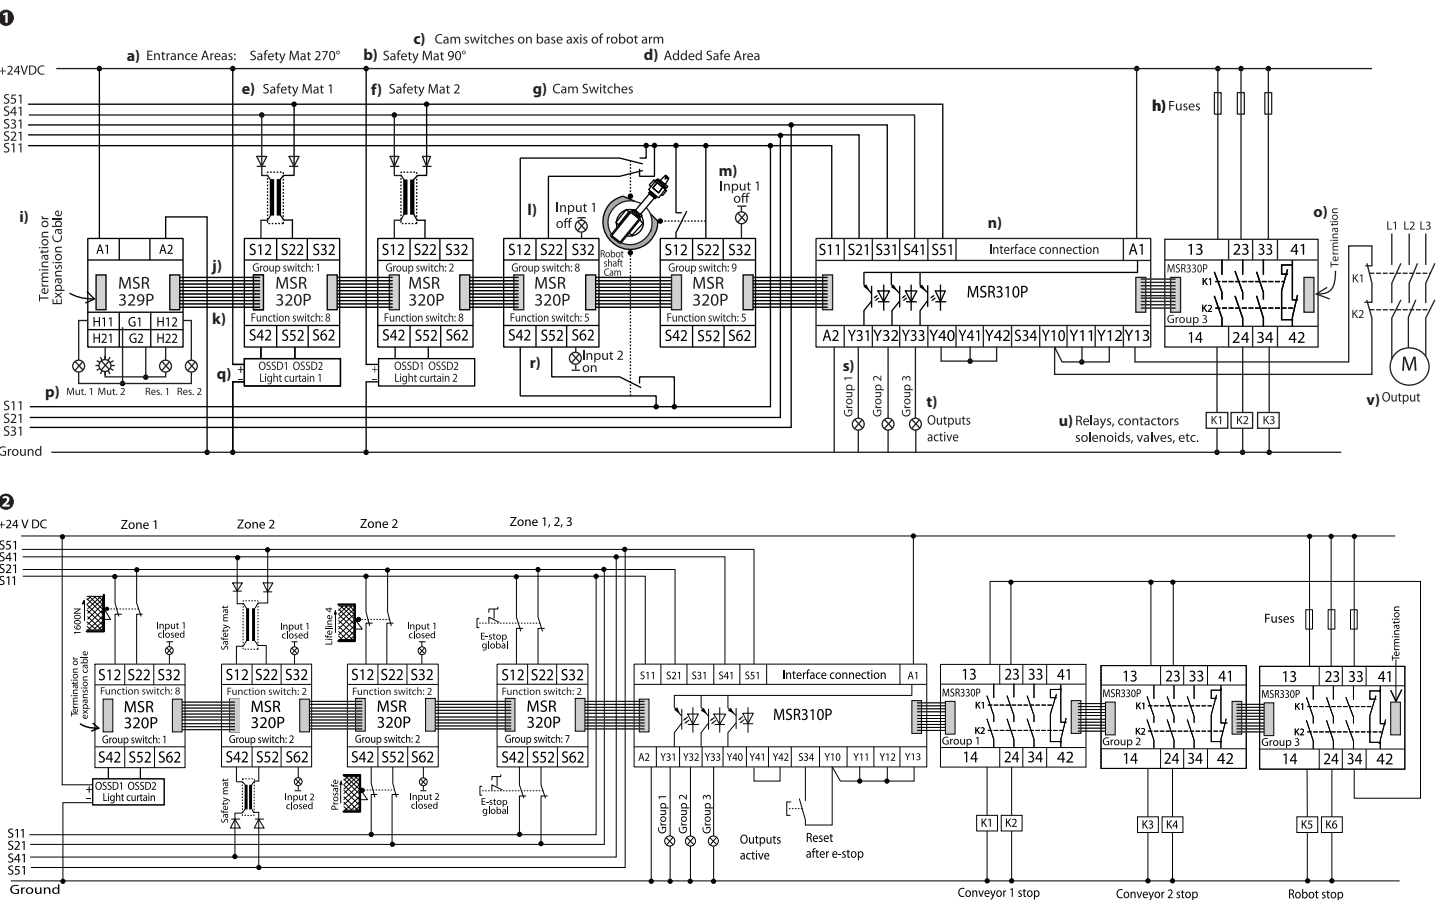 ❶
c) Cam switches on base axis of robot arm
a) Entrance Areas: Safety Mat 270° b) Safety Mat 90° d) Added Safe Area
+24VDC
e) Safety Mat 1 f) Safety Mat 2 g) Cam Switches
S51
S41
S31
S21
S11
h) Fuses
i) Termination or
Expansion Cable
A1 A2
MSR
329P
H11 G1 H12
H21 G2 H22
p) Mut. 1 Mut. 2 Res. 1 Res. 2
j)
k)
S12 S22 S32
Group switch: 1
MSR
320P
Function switch: 8
S42 S52 S62
q) + OSSD1 OSSD2
− Light curtain 1
S12 S22 S32
Group switch: 2
MSR
320P
Function switch: 8
S42 S52 S62
+ OSSD1 OSSD2
− Light curtain 2
l) Input 1
off
S12 S22 S32
Group switch: 8
MSR
320P
Function switch: 5
S42 S52 S62
r) Input 2
on
Robot
shaft
Cam
m)
Input 1
off
S12 S22 S32
Group switch: 9
MSR
320P
Function switch: 5
S42 S52 S62
n)
S11 S21 S31 S41 S51 Interface connection A1
MSR310P
A2 Y31 Y32 Y33 Y40 Y41 Y42 S34 Y10 Y11 Y12 Y13
s) Group 1 Group 2 Group 3
t)
Outputs
active
o) Termination
13 23 33 41
MSR330P
K1
K2
Group 3
14 24 34 42
L1 L2 L3
K1
K2
M
v) Output
K1 K2 K3
u) Relays, contactors
solenoids, valves, etc.
S11
S21
S31
Ground
❷
+24 V DC Zone 1 Zone 2 Zone 2 Zone 1, 2, 3
S51
S41
S21
S11
1600N
Input 1
closed
Termination or
expansion cable
S12 S22 S32
Function switch: 8
MSR
320P
Group switch: 1
S42 S52 S62
+ OSSD1 OSSD2
− Light curtain
Safety mat
Input 1
closed
S12 S22 S32
Function switch: 2
MSR
320P
Group switch: 2
S42 S52 S62
Safety mat
Input 2
closed
Lifeline 4
Input 1
closed
S12 S22 S32
Function switch: 2
MSR
320P
Group switch: 2
S42 S52 S62
Prosafe
Input 2
closed
E-stop
global
S12 S22 S32
Function switch: 2
MSR
320P
Group switch: 7
S42 S52 S62
E-stop
global
S11 S21 S31 S41 S51 Interface connection A1
MSR310P
A2 Y31 Y32 Y33 Y40 Y41 Y42 S34 Y10 Y11 Y12 Y13
Group 1 Group 2 Group 3
Outputs
active
Reset
after e-stop
13 23 33 41
MSR330P
K1
K2
Group 1
14 24 34 42
K1 K2
Conveyor 1 stop
13 23 33 41
MSR330P
K1
K2
Group 2
14 24 34 42
K3 K4
Conveyor 2 stop
Fuses
Termination
13 23 33 41
MSR330P
K1
K2
Group 3
14 24 34 42
K5 K6
Robot stop
S11
S21
S41
S51
Ground